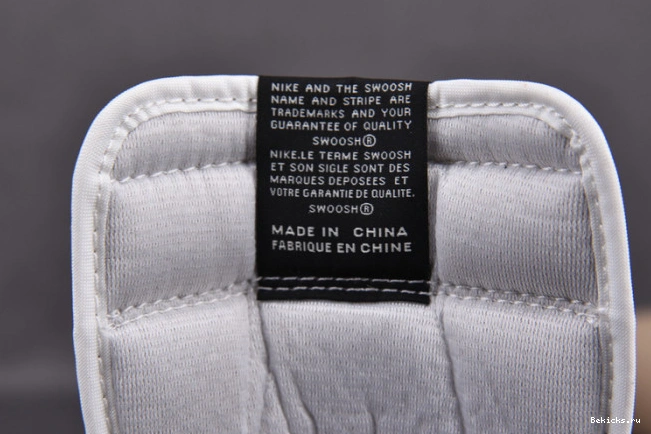 NIKE AND THE SWOOSH
NAME AND STRIPE ARE
TRADEMARKS AND YOUR
GUARANTEE OF QUALITY
SWOOSH®
NIKE.LE TERME SWOOSH
ET SON SIGLE SONT DES
MARQUES DEPOSEES ET
VOTRE GARANTIE DE QUALITE.
SWOOSH®
MADE IN CHINA
FABRIQUE EN CHINE
Bekicks.ru